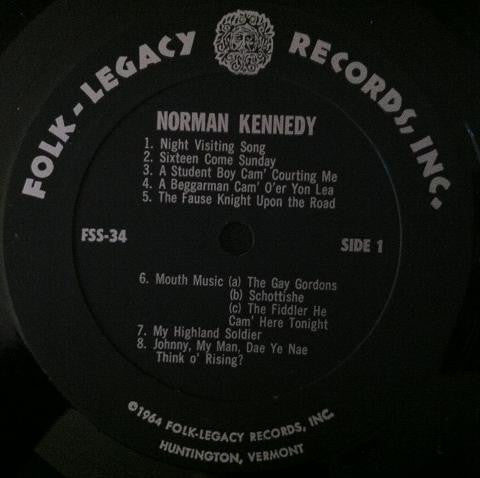 FOLK-LEGACY RECORDS, INC.
NORMAN KENNEDY
1. Night Visiting Song
2. Sixteen Come Sunday
3. A Student Boy Cam' Courting Me
4. A Beggarman Cam' O'er Yon Lea
5. The Fause Knight Upon the Road
FSS-34
SIDE 1
6. Mouth Music (a) The Gay Gordons
(b) Schottishe
(c) The Fiddler He
Cam' Here Tonight
7. My Highland Soldier
8. Johnny, My Man, Dae Ye Nae
Think o' Rising?
©1964 FOLK-LEGACY RECORDS, INC.
HUNTINGTON, VERMONT